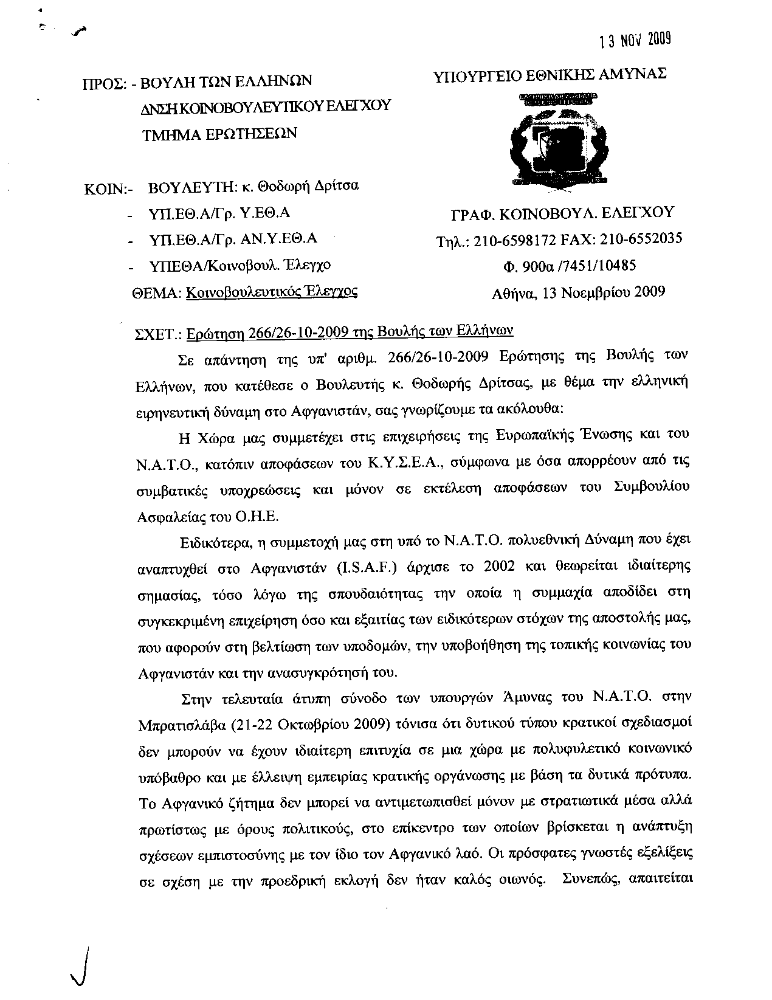 13 NOV 2009
ΠΡΟΣ: - ΒΟΥΛΗ ΤΩΝ ΕΛΛΗΝΩΝ
ΔΝΣΗ ΚΟΙΝΟΒΟΥΛΕΥΤΙΚΟΥ ΕΛΕΓΧΟΥ
ΤΜΗΜΑ ΕΡΩΤΗΣΕΩΝ
ΥΠΟΥΡΓΕΙΟ ΕΘΝΙΚΗΣ ΑΜΥΝΑΣ
ΚΟΙΝ:- ΒΟΥΛΕΥΤΗ: κ. Θοδωρή Δρίτσα
- ΥΠ.ΕΘ.Α/Γρ. Υ.ΕΘ.Α
- ΥΠ.ΕΘ.Α/Γρ. ΑΝ.Υ.ΕΘ.Α
- ΥΠΕΘΑ/Κοινοβουλ. Έλεγχο
ΓΡΑΦ. ΚΟΙΝΟΒΟΥΛ. ΕΛΕΓΧΟΥ
Τηλ.: 210-6598172 FAX: 210-6552035
Φ. 900α /7451/10485
ΘΕΜΑ: Κοινοβουλευτικός Έλεγχος
Αθήνα, 13 Νοεμβρίου 2009
ΣΧΕΤ.: Ερώτηση 266/26-10-2009 της Βουλής των Ελλήνων
Σε απάντηση της υπ' αριθμ. 266/26-10-2009 Ερώτησης της Βουλής των
Ελλήνων, που κατέθεσε ο Βουλευτής κ. Θοδωρής Δρίτσας, με θέμα την ελληνική
ειρηνευτική δύναμη στο Αφγανιστάν, σας γνωρίζουμε τα ακόλουθα:
Η Χώρα μας συμμετέχει στις επιχειρήσεις της Ευρωπαϊκής Ένωσης και του
Ν.Α.Τ.Ο., κατόπιν αποφάσεων του Κ.Υ.Σ.Ε.Α., σύμφωνα με όσα απορρέουν από τις
συμβατικές υποχρεώσεις και μόνον σε εκτέλεση αποφάσεων του Συμβουλίου
Ασφαλείας του Ο.Η.Ε.
Ειδικότερα, η συμμετοχή μας στη υπό το Ν.Α.Τ.Ο. πολυεθνική Δύναμη που έχει
αναπτυχθεί στο Αφγανιστάν (I.S.A.F.) άρχισε το 2002 και θεωρείται ιδιαίτερης
σημασίας, τόσο λόγω της σπουδαιότητας την οποία η συμμαχία αποδίδει στη
συγκεκριμένη επιχείρηση όσο και εξαιτίας των ειδικότερων στόχων της αποστολής μας,
που αφορούν στη βελτίωση των υποδομών, την υποβοήθηση της τοπικής κοινωνίας του
Αφγανιστάν και την ανασυγκρότησή του.
Στην τελευταία άτυπη σύνοδο των υπουργών Άμυνας του Ν.Α.Τ.Ο. στην
Μπρατισλάβα (21-22 Οκτωβρίου 2009) τόνισα ότι δυτικού τύπου κρατικοί σχεδιασμοί
δεν μπορούν να έχουν ιδιαίτερη επιτυχία σε μια χώρα με πολυφυλετικό κοινωνικό
υπόβαθρο και με έλλειψη εμπειρίας κρατικής οργάνωσης με βάση τα δυτικά πρότυπα.
Το Αφγανικό ζήτημα δεν μπορεί να αντιμετωπισθεί μόνον με στρατιωτικά μέσα αλλά
πρωτίστως με όρους πολιτικούς, στο επίκεντρο των οποίων βρίσκεται η ανάπτυξη
σχέσεων εμπιστοσύνης με τον ίδιο τον Αφγανικό λαό. Οι πρόσφατες γνωστές εξελίξεις
σε σχέση με την προεδρική εκλογή δεν ήταν καλός οιωνός. Συνεπώς, απαιτείται